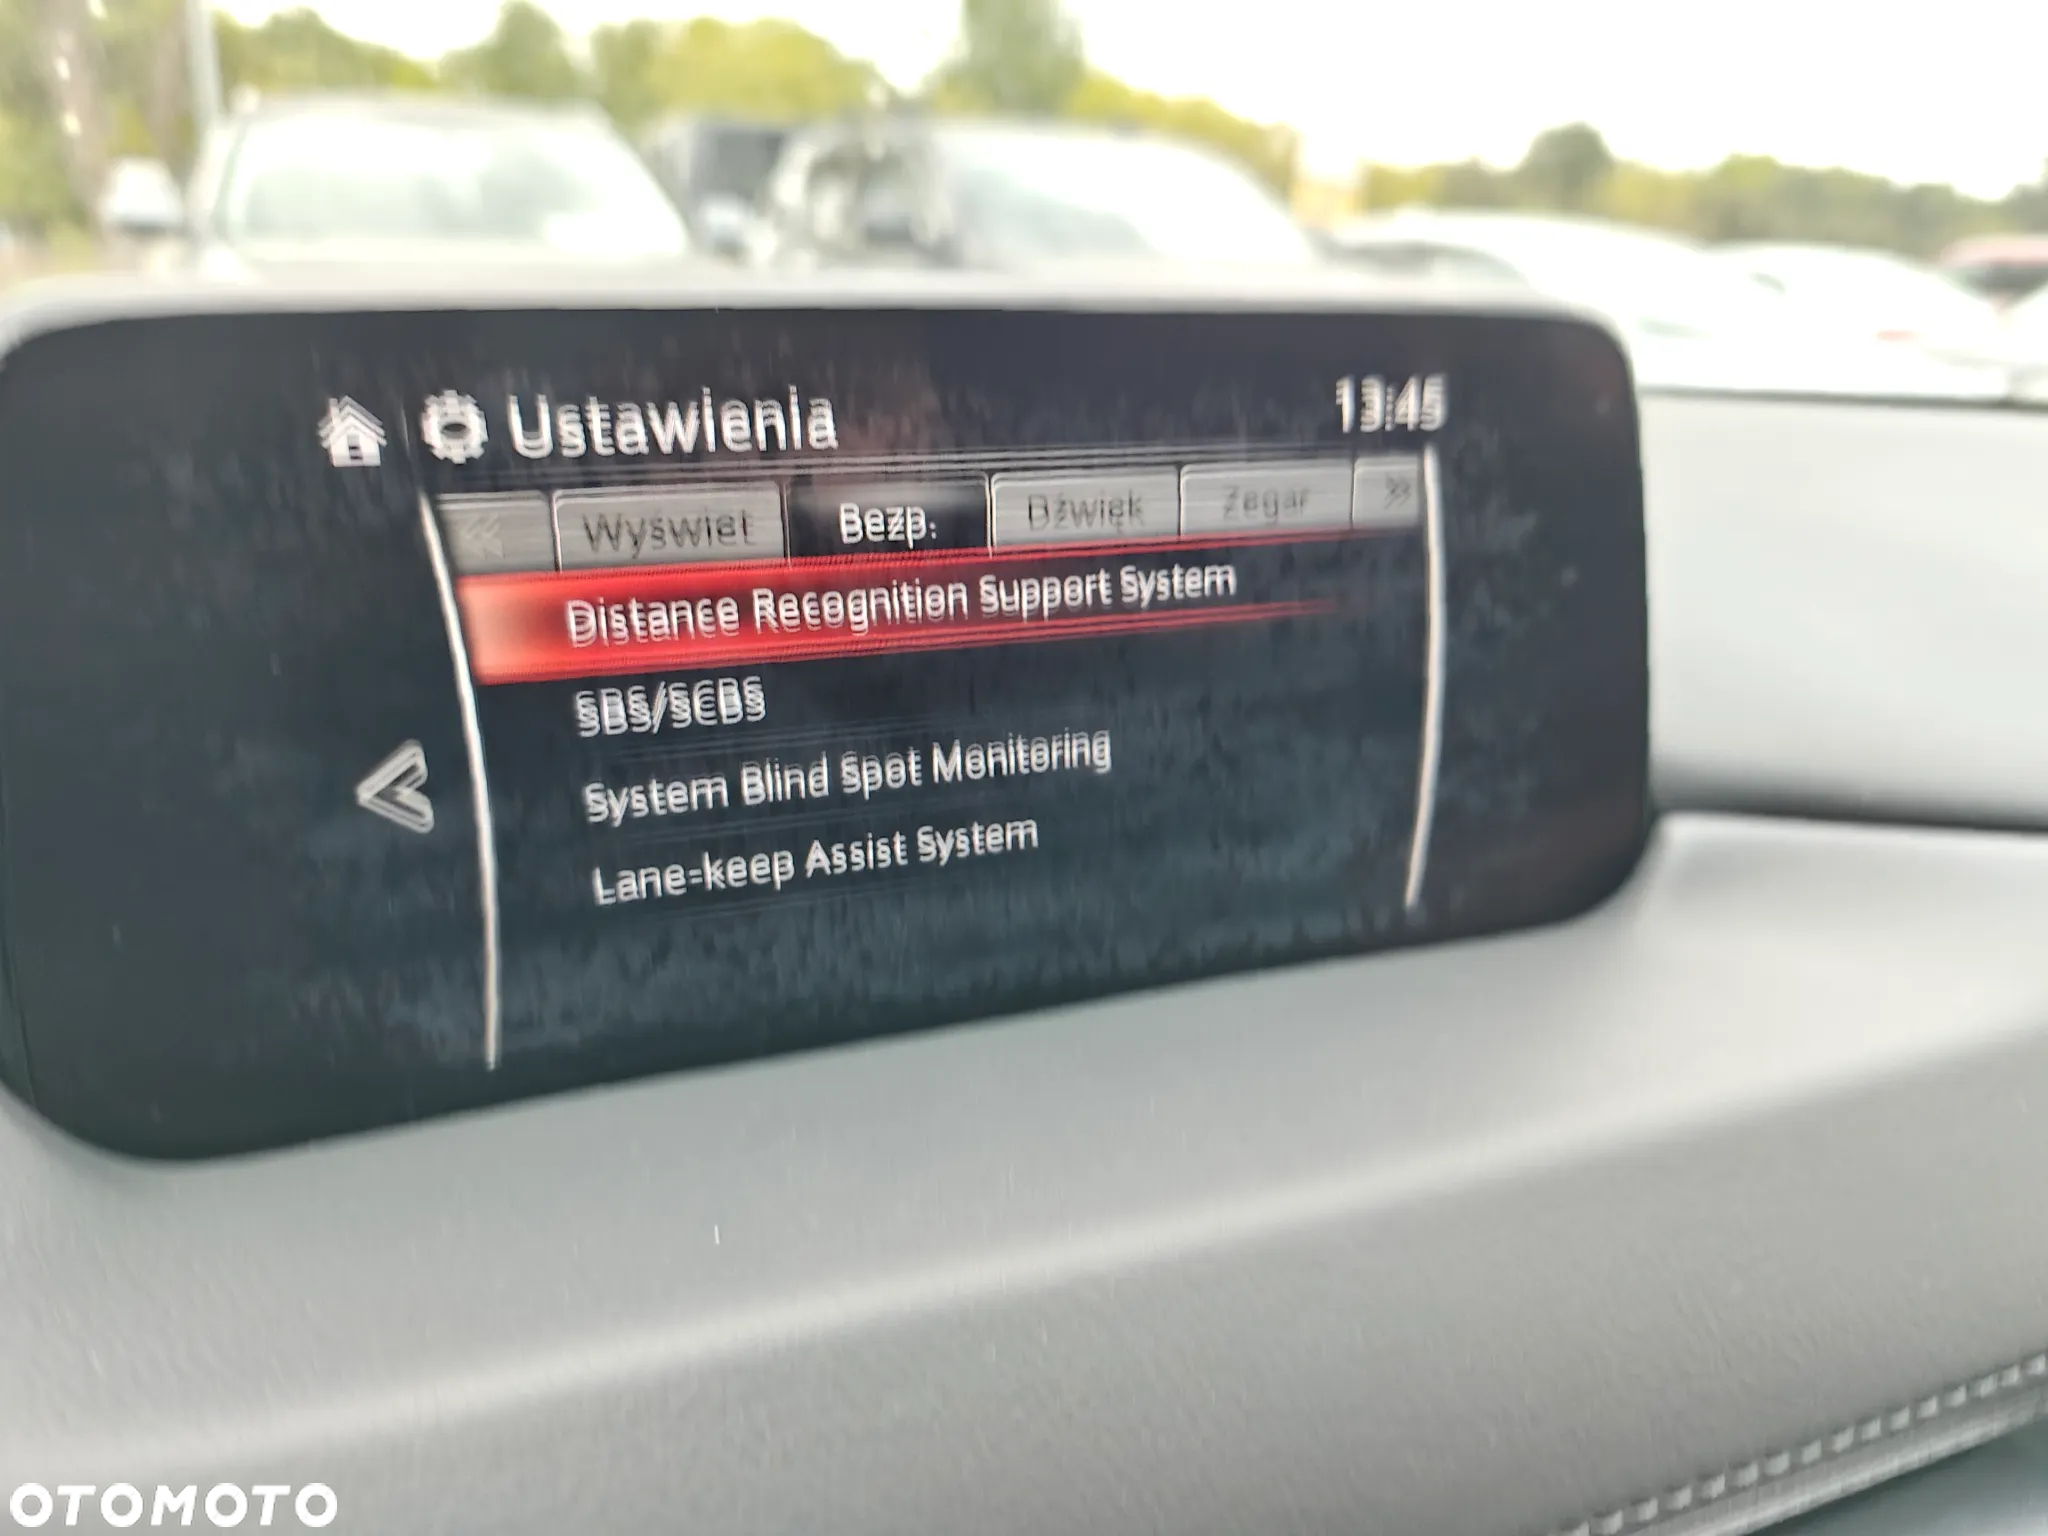 Ustawienia 13:45
Wyświet Bezp. Dźwięk Zegar
Distance Recognition Support System
SBS/SCBS
System Blind Spot Monitoring
Lane-keep Assist System
OTOMOTO